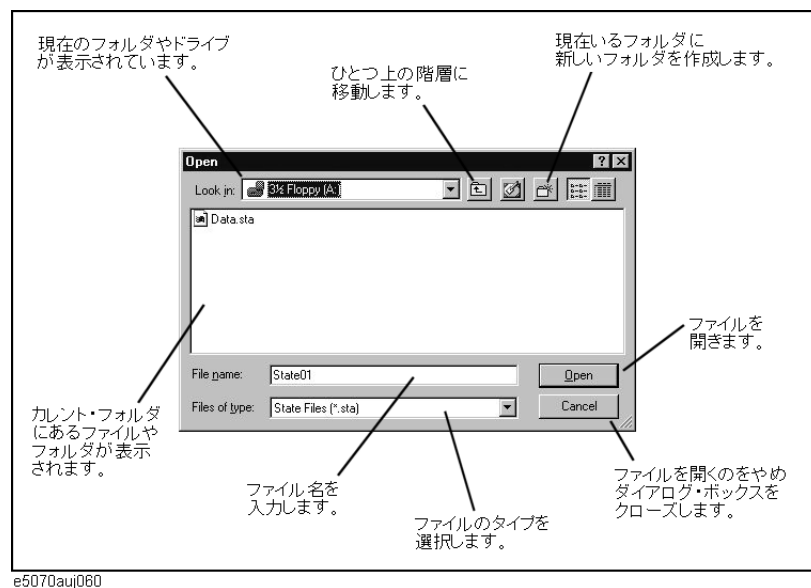 現在のフォルダやドライブ
が表示されています。
ひとつ上の階層に
移動します。
現在いるフォルダに
新しいフォルダを作成します。
Open
Look in:
3½ Floppy (A:)
Data.sta
ファイルを
開きます。
File name:
State01
Open
Files of type:
State Files (*.sta)
Cancel
カレント・フォルダ
にあるファイルや
フォルダが表示
されます。
ファイル名を
入力します。
ファイルのタイプを
選択します。
ファイルを開くのをやめ
ダイアログ・ボックスを
クローズします。
e5070auj060